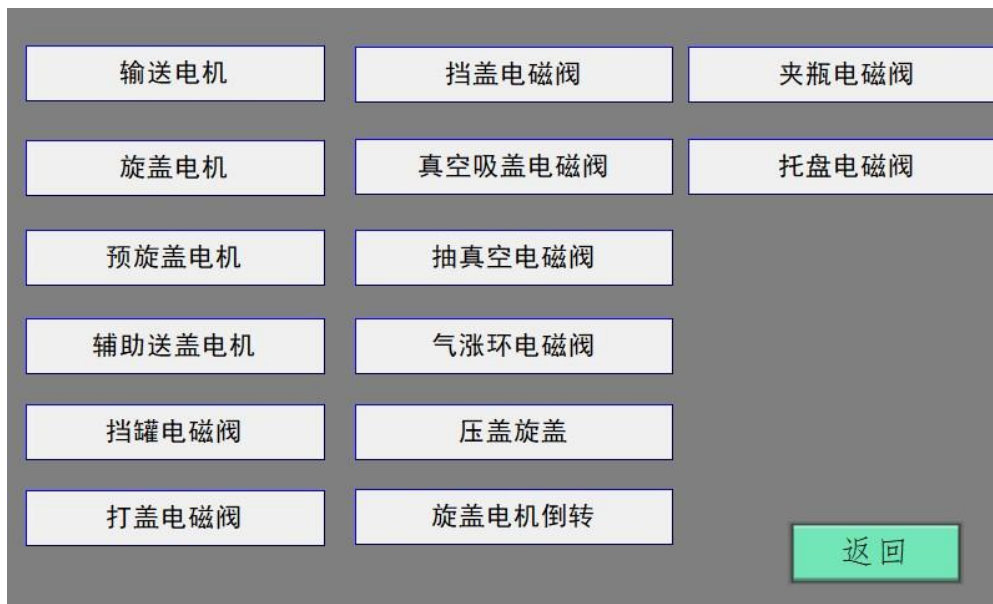 输送电机
挡盖电磁阀
夹瓶电磁阀
旋盖电机
真空吸盖电磁阀
托盘电磁阀
预旋盖电机
抽真空电磁阀
辅助送盖电机
气涨环电磁阀
挡罐电磁阀
压盖旋盖
打盖电磁阀
旋盖电机倒转
返回